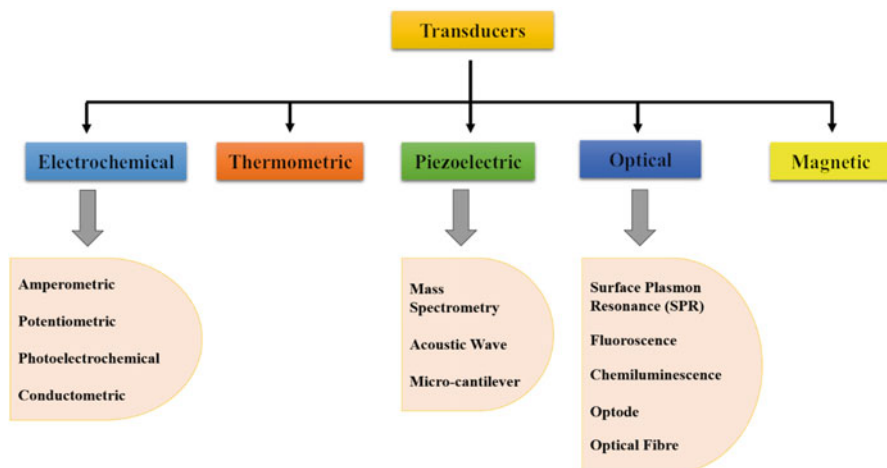 Transducers
Electrochemical
Thermometric
Piezoelectric
Optical
Magnetic
Amperometric
Potentiometric
Photoelectrochemical
Conductometric
Mass
Spectrometry
Acoustic Wave
Micro-cantilever
Surface Plasmon
Resonance (SPR)
Fluoroscence
Chemiluminescence
Optode
Optical Fibre